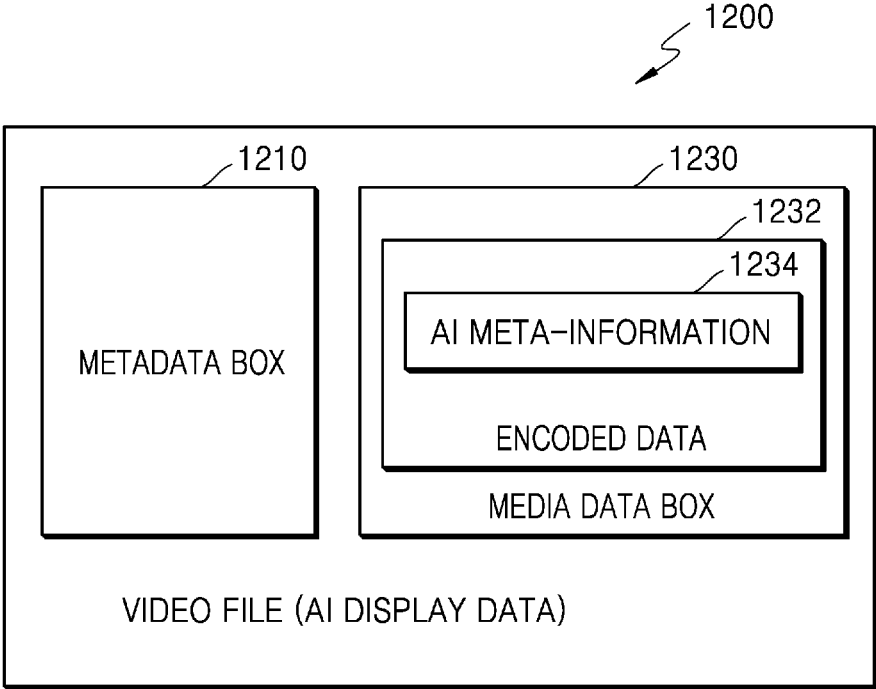 1200
1210
1230
1232
1234
AI META-INFORMATION
METADATA BOX
ENCODED DATA
MEDIA DATA BOX
VIDEO FILE (AI DISPLAY DATA)